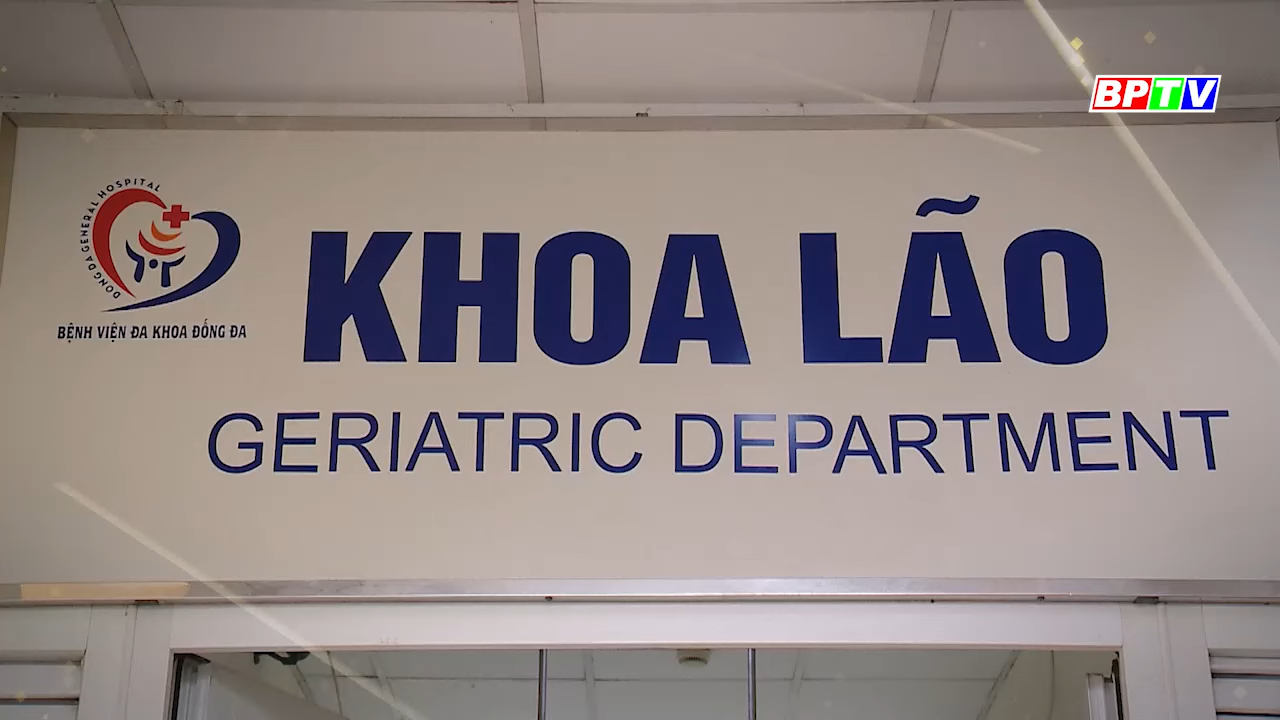 BPTV
DONG DA GENERAL HOSPITAL
BỆNH VIỆN ĐA KHOA ĐỐNG ĐA
KHOA LÃO
GERIATRIC DEPARTMENT